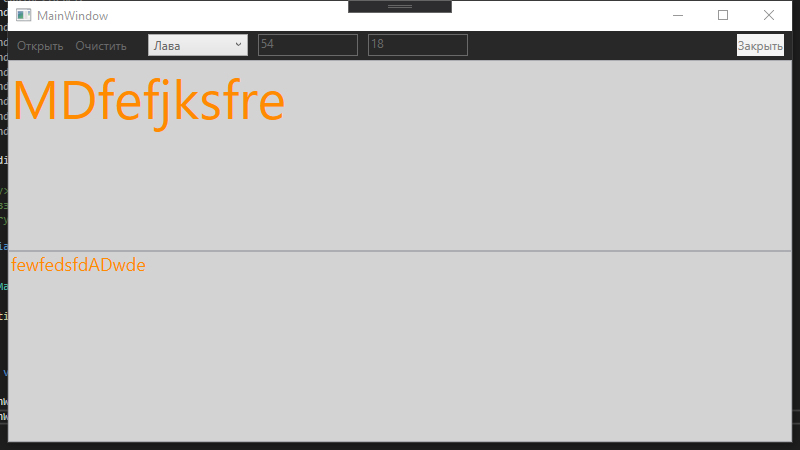 MainWindow
Открыть Очистить Лава 54 18 Закрыть
MDfefjksfre
fewfedsfdADwde